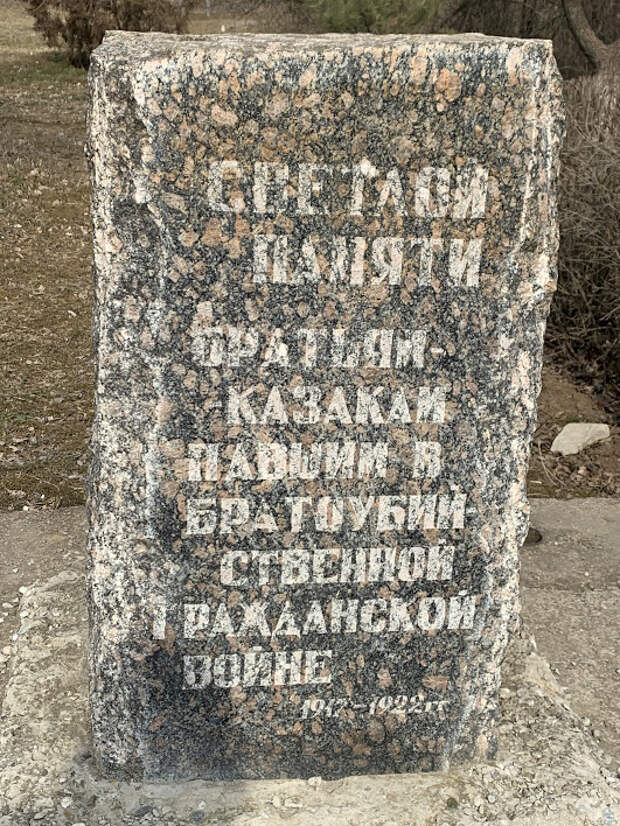 СВЕТЛОЙ
ПАМЯТИ
БРАТЬЯМ-
КАЗАКАМ
ПАВШИМ В
БРАТОУБИЙ-
СТВЕННОЙ
ГРАЖДАНСКОЙ
ВОЙНЕ
1917-1922 гг